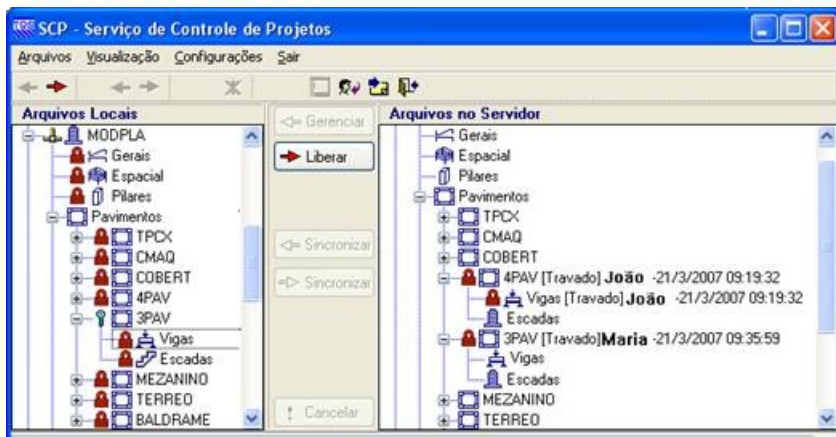 TQS SCP - Serviço de Controle de Projetos
Arquivos Visualização Configurações Sair
Arquivos Locais
MODPLA
Gerais
Espacial
Pilares
Pavimentos
TPCX
CMAQ
COBERT
4PAV
3PAV
Vigas
Escadas
MEZANINO
TERREO
BALDRAME
<= Gerenciar
Liberar
<= Sincronizar
=> Sincronizar
! Cancelar
Arquivos no Servidor
Gerais
Espacial
Pilares
Pavimentos
TPCX
CMAQ
COBERT
4PAV [Travado] João -21/3/2007 09:19:32
Vigas [Travado] João -21/3/2007 09:19:32
Escadas
3PAV [Travado]Maria -21/3/2007 09:35:59
Vigas
Escadas
MEZANINO
TERREO